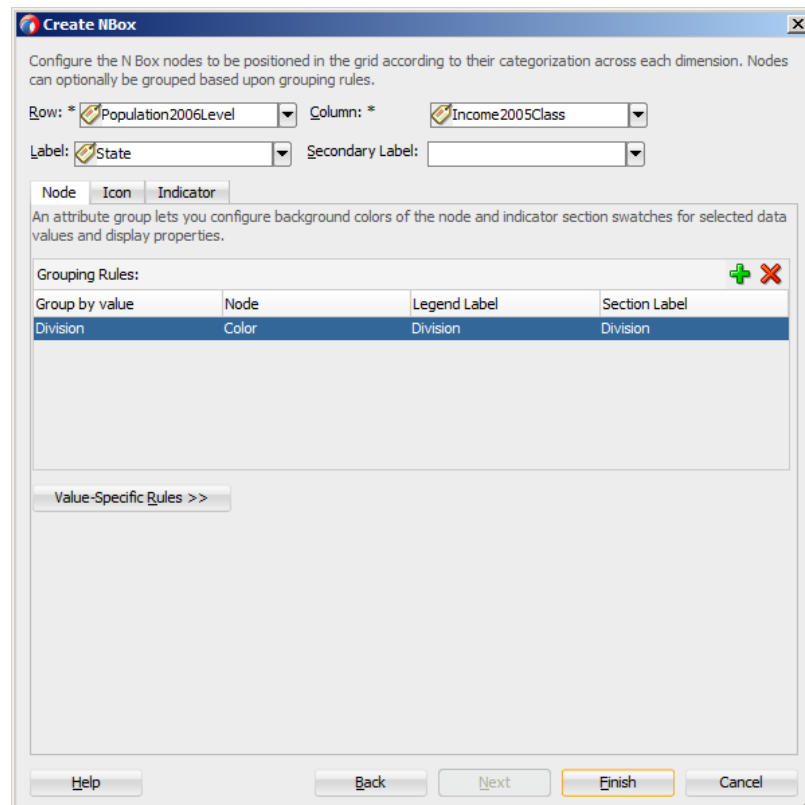 Create NBox
Configure the N Box nodes to be positioned in the grid according to their categorization across each dimension. Nodes
can optionally be grouped based upon grouping rules.
Row: * Population2006Level Column: * Income2005Class
Label: State Secondary Label:
Node Icon Indicator
An attribute group lets you configure background colors of the node and indicator section swatches for selected data
values and display properties.
Grouping Rules:
Group by value Node Legend Label Section Label
Division Color Division Division
Value-Specific Rules >>
Help Back Next Finish Cancel